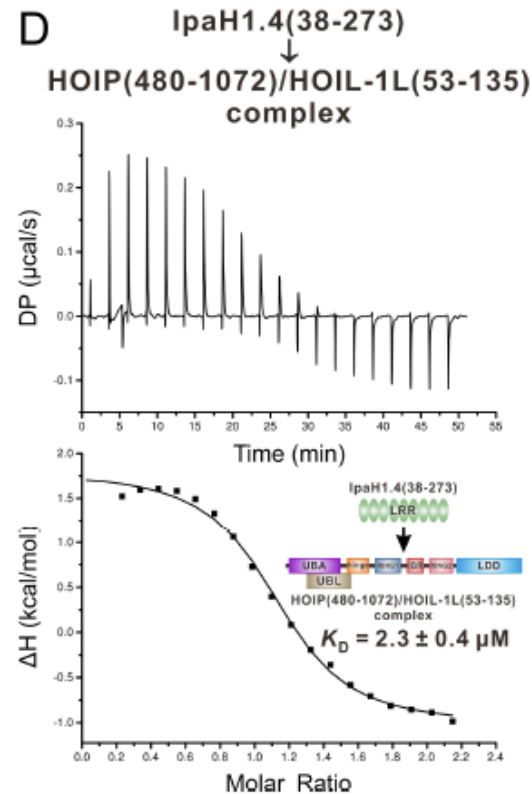 D
IpaH1.4(38-273)
↓
HOIP(480-1072)/HOIL-1L(53-135)
complex
0.3
0.2
0.1
0.0
-0.1
DP (µcal/s)
0 5 10 15 20 25 30 35 40 45 50 55
Time (min)
2.0
1.5
1.0
0.5
0.0
-0.5
-1.0
ΔH (kcal/mol)
IpaH1.4(38-273)
LRR
UBA LDD
UBL
HOIP(480-1072)/HOIL-1L(53-135)
complex
KD = 2.3 ± 0.4 µM
0.0 0.2 0.4 0.6 0.8 1.0 1.2 1.4 1.6 1.8 2.0 2.2 2.4
Molar Ratio